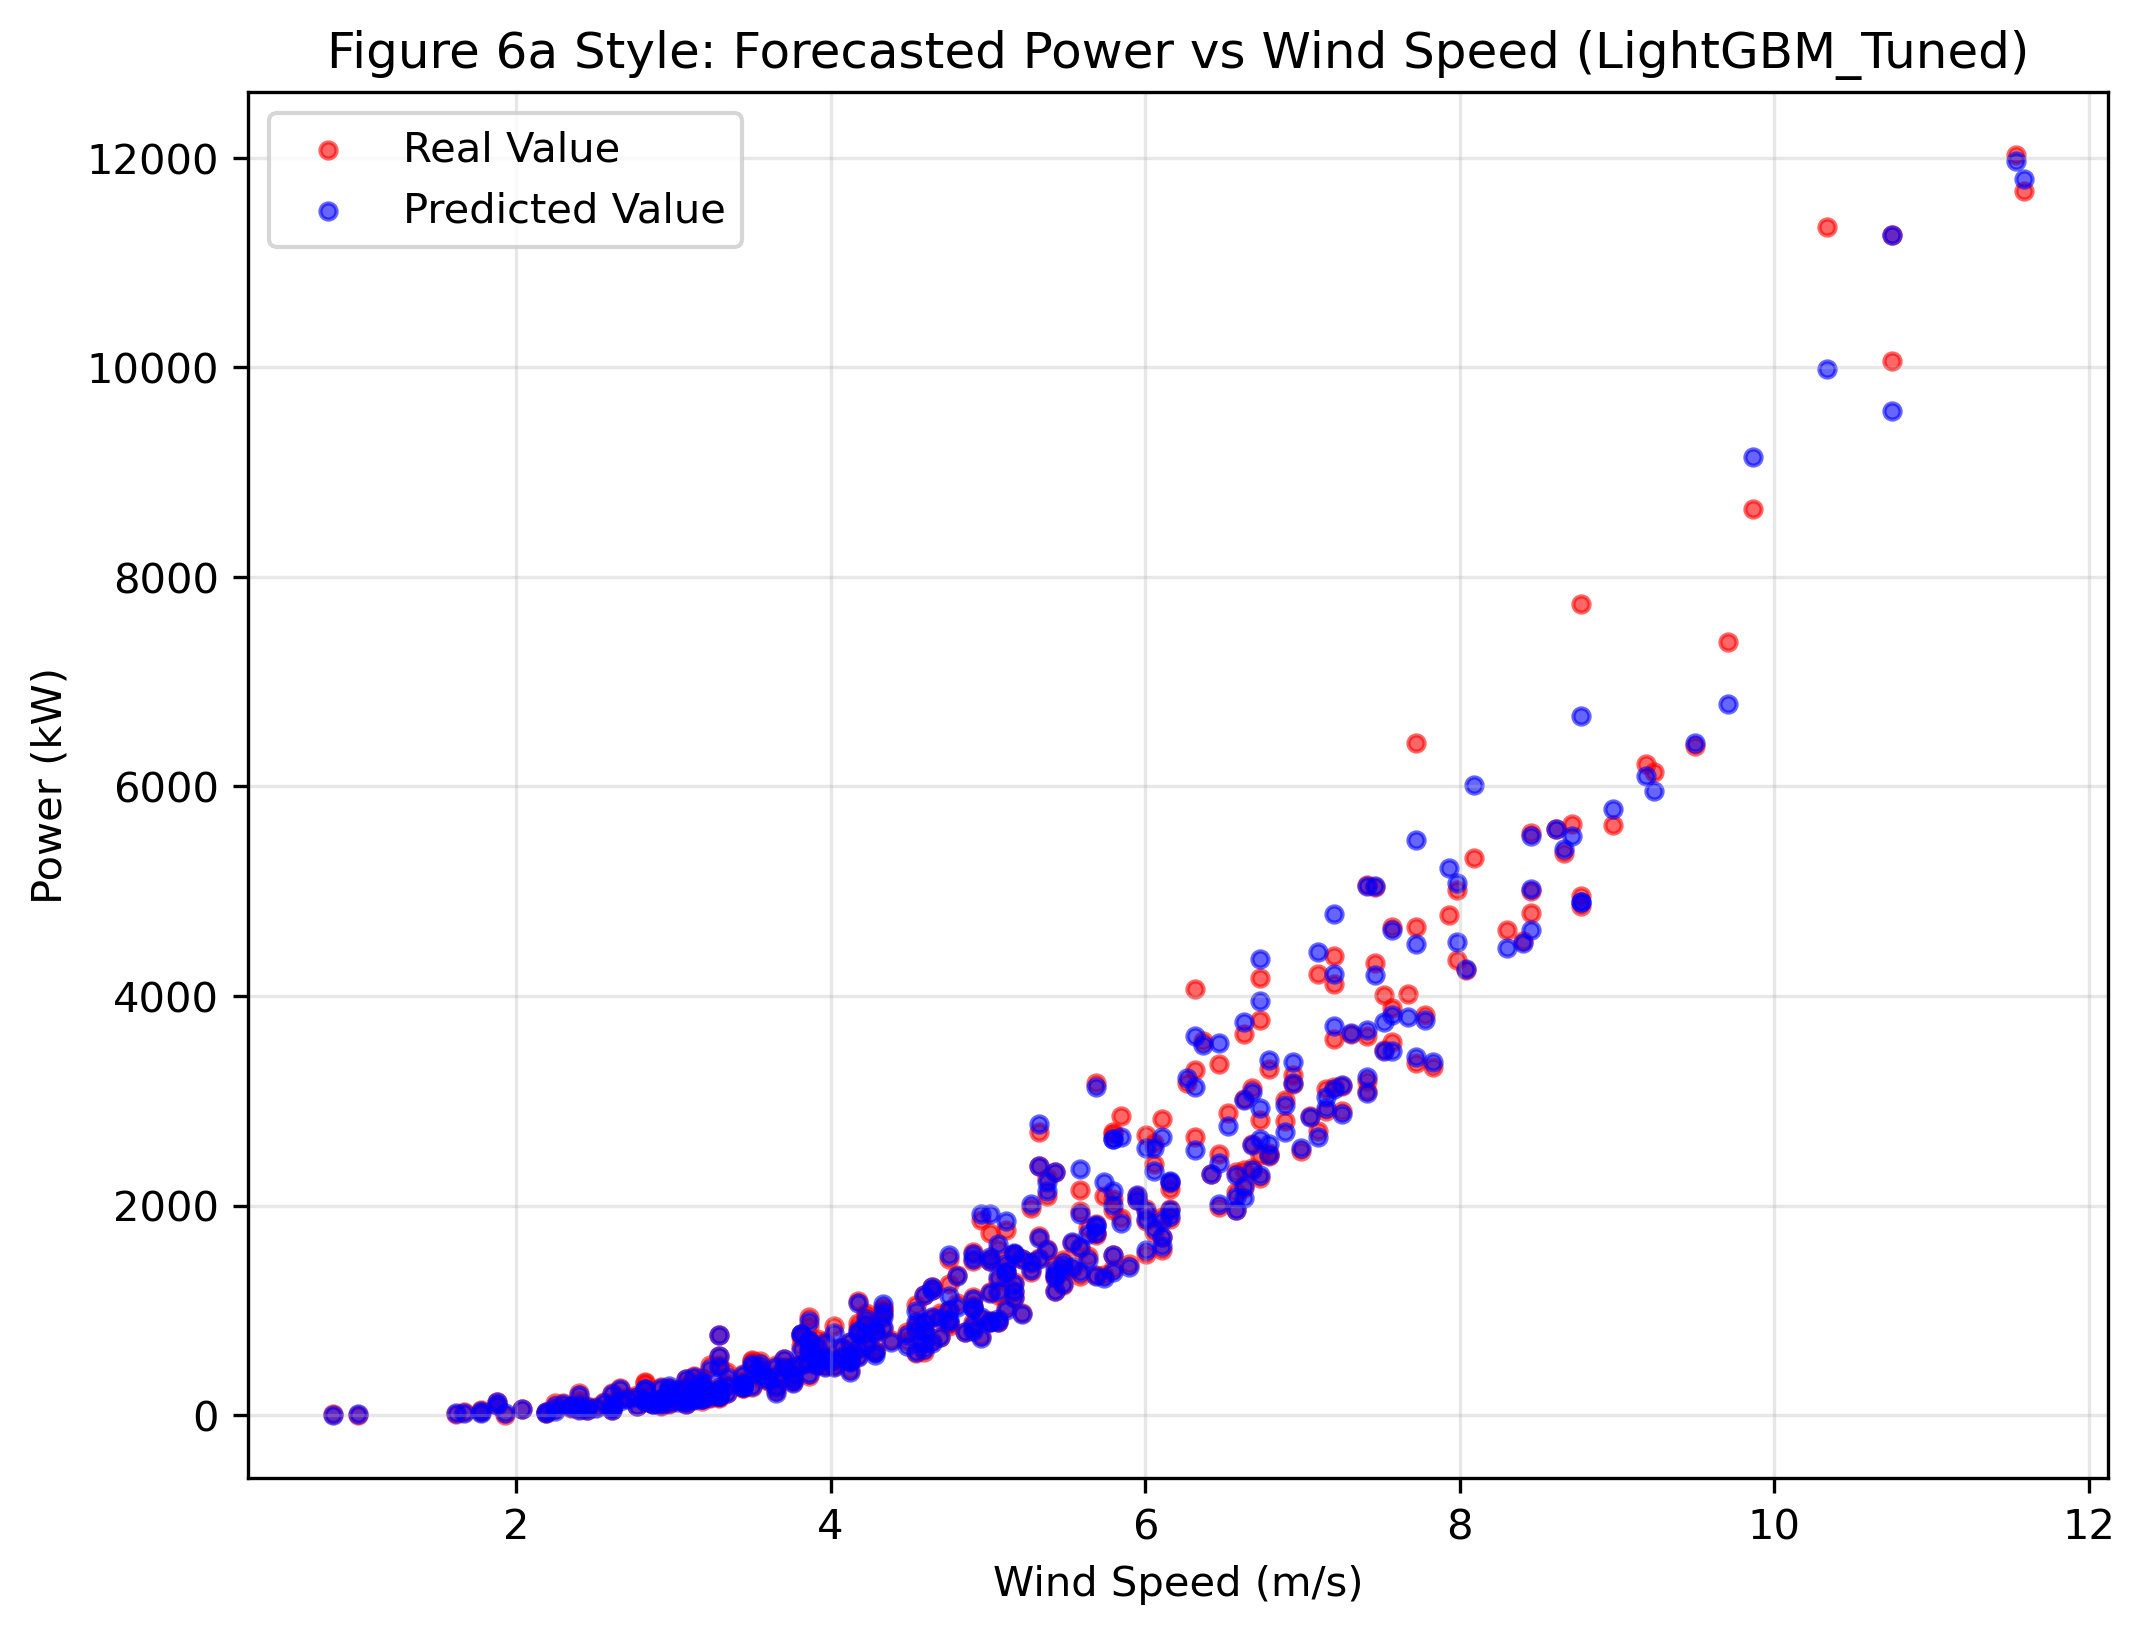 Figure 6a Style: Forecasted Power vs Wind Speed (LightGBM_Tuned)
Real Value
Predicted Value
12000
10000
8000
6000
4000
2000
0
Power (kW)
2 4 6 8 10 12
Wind Speed (m/s)